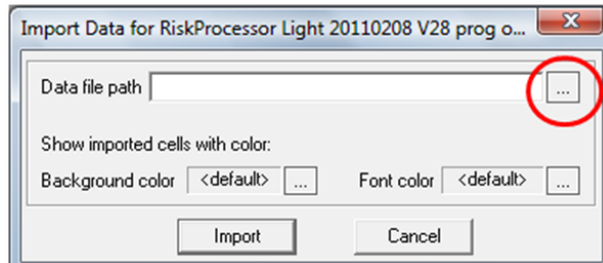 Import Data for RiskProcessor Light 20110208 V28 prog o...
Data file path ...
Show imported cells with color:
Background color <default> ... Font color <default> ...
Import Cancel